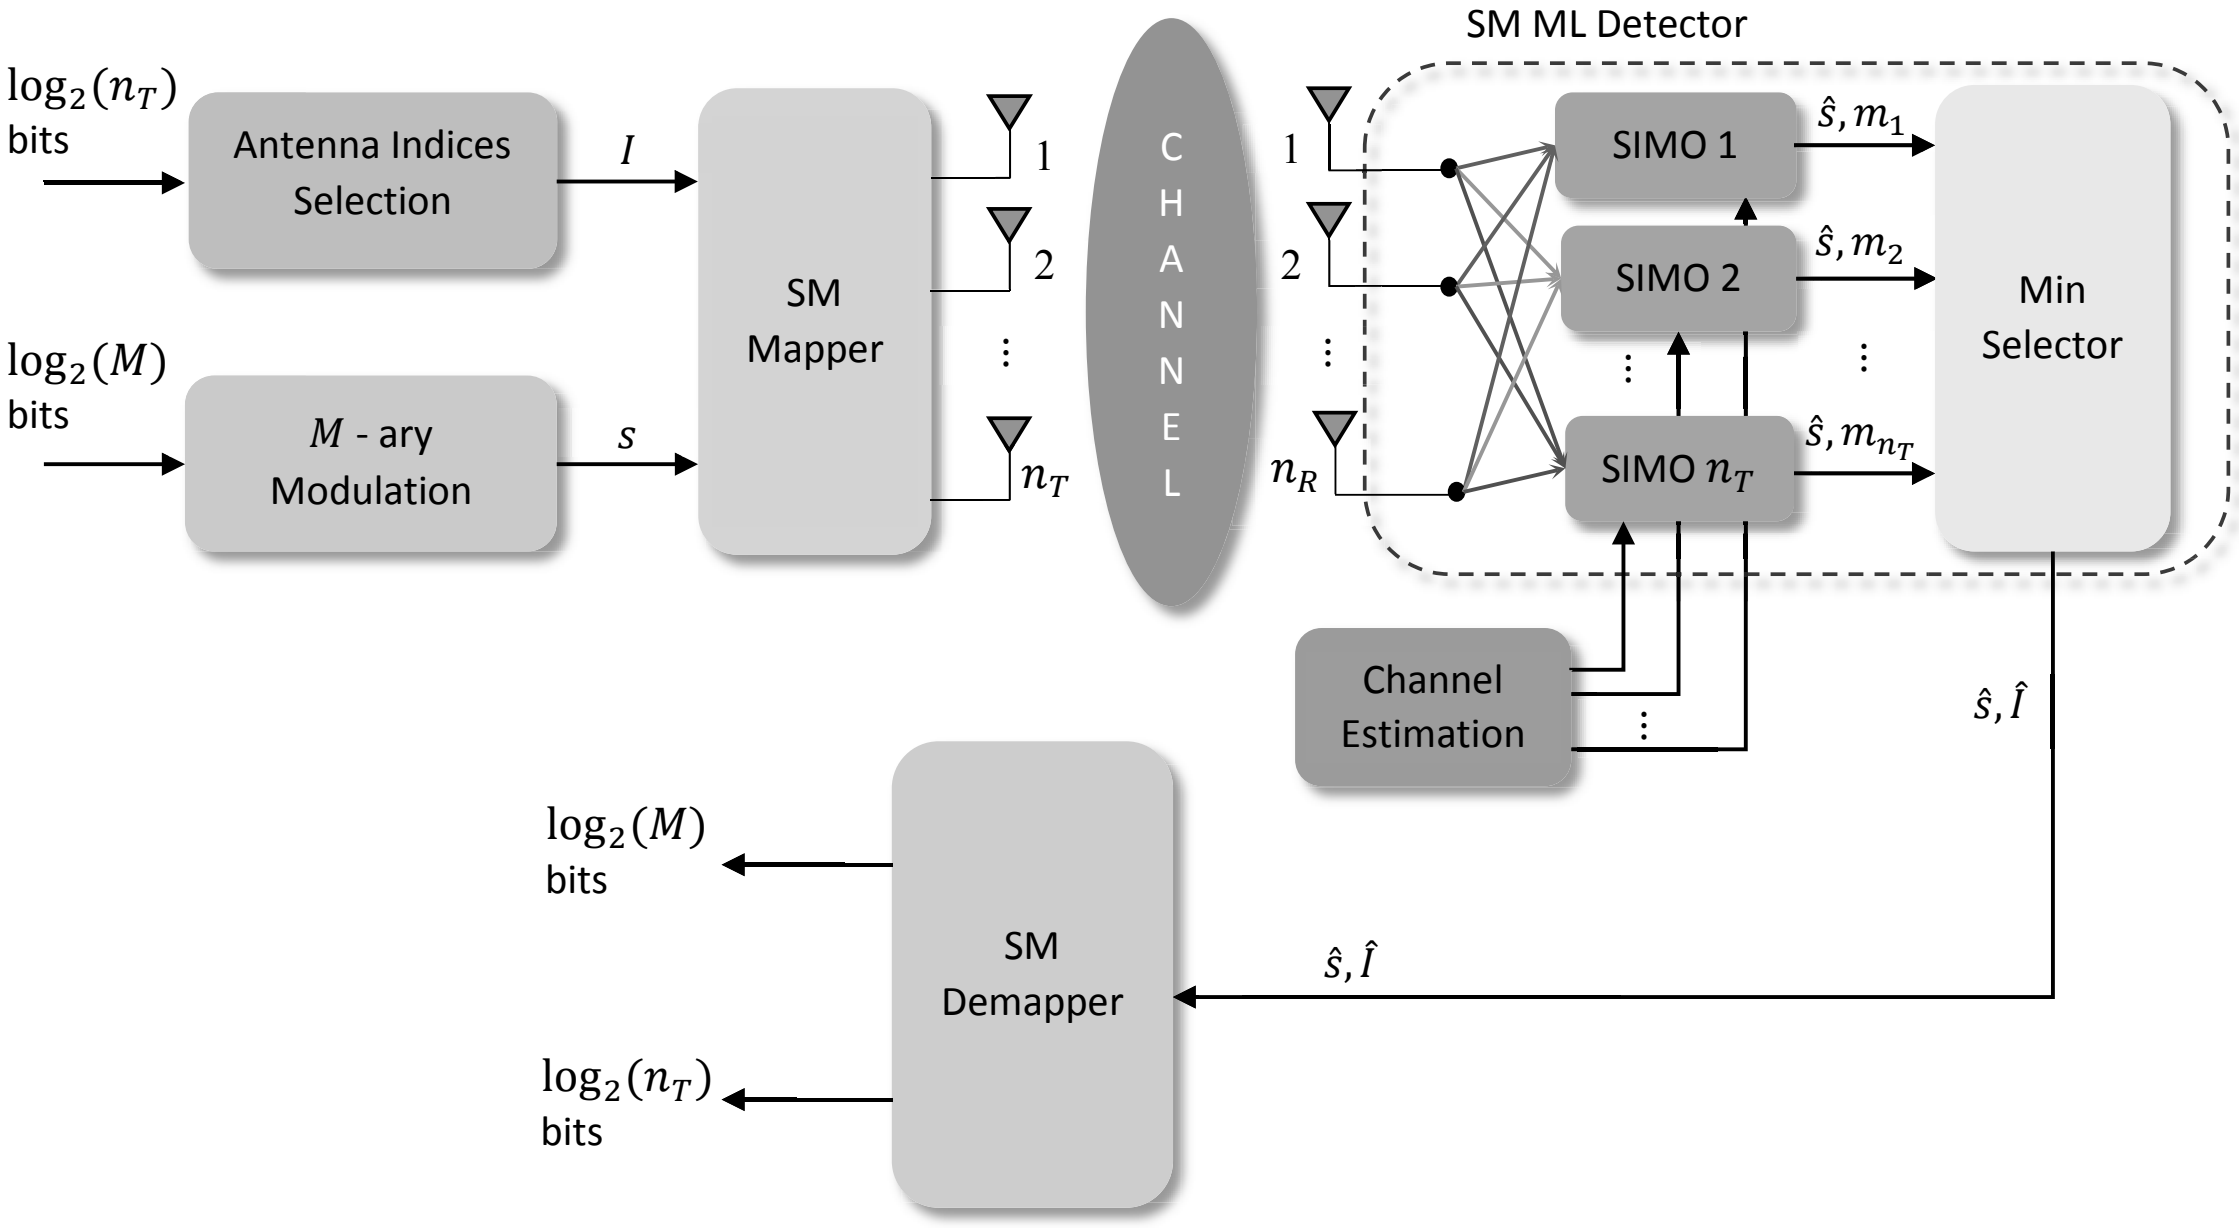 SM ML Detector
log₂(n_T)
bits
Antenna Indices
Selection
I
log₂(M)
bits
M - ary
Modulation
s
SM
Mapper
1
2
⋮
n_T
C
H
A
N
N
E
L
1
2
⋮
n_R
SIMO 1
SIMO 2
⋮
SIMO n_T
ŝ, m₁
ŝ, m₂
⋮
ŝ, m_{n_T}
Min
Selector
Channel
Estimation
⋮
ŝ, Î
ŝ, Î
SM
Demapper
log₂(M)
bits
log₂(n_T)
bits